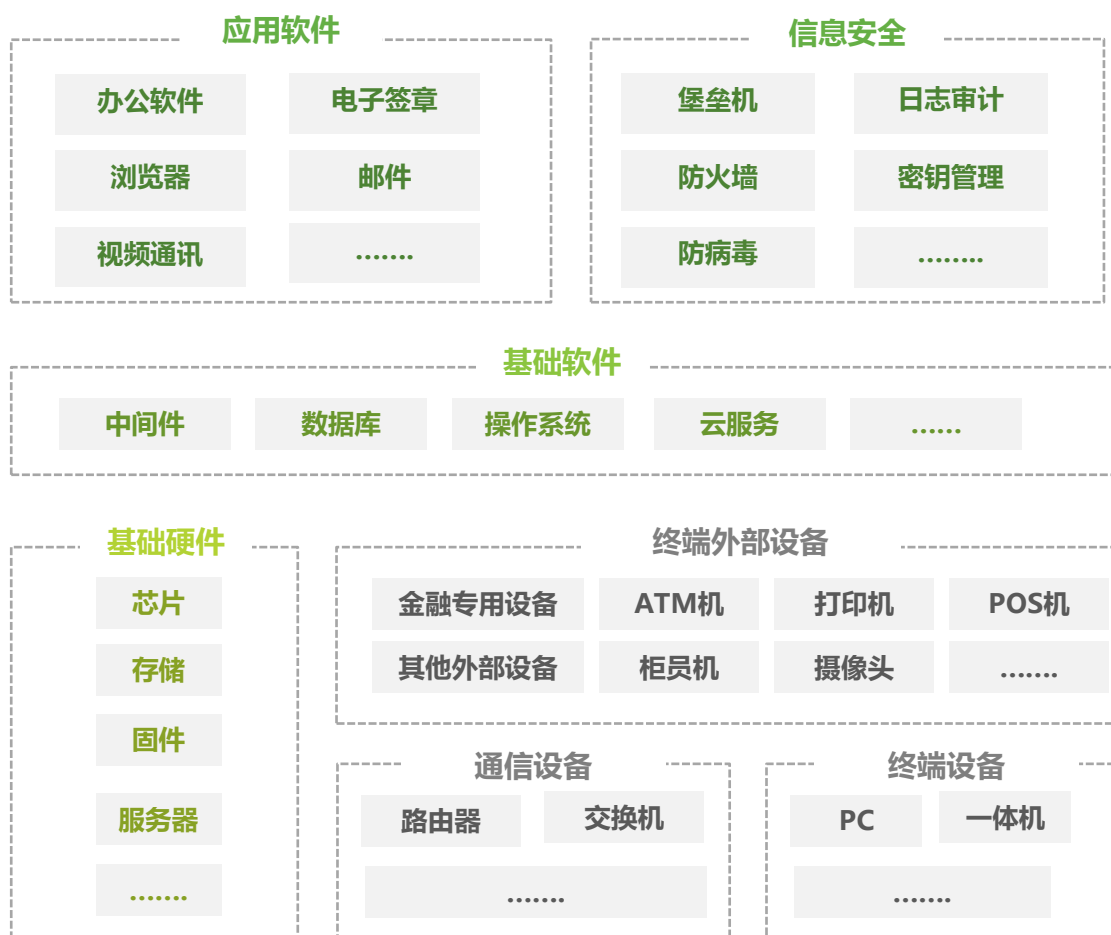 应用软件
办公软件
电子签章
浏览器
邮件
视频通讯
…….
信息安全
堡垒机
日志审计
防火墙
密钥管理
防病毒
……..
基础软件
中间件
数据库
操作系统
云服务
……
基础硬件
芯片
存储
固件
服务器
…….
终端外部设备
金融专用设备
ATM机
打印机
POS机
其他外部设备
柜员机
摄像头
…….
通信设备
路由器
交换机
…….
终端设备
PC
一体机
…….